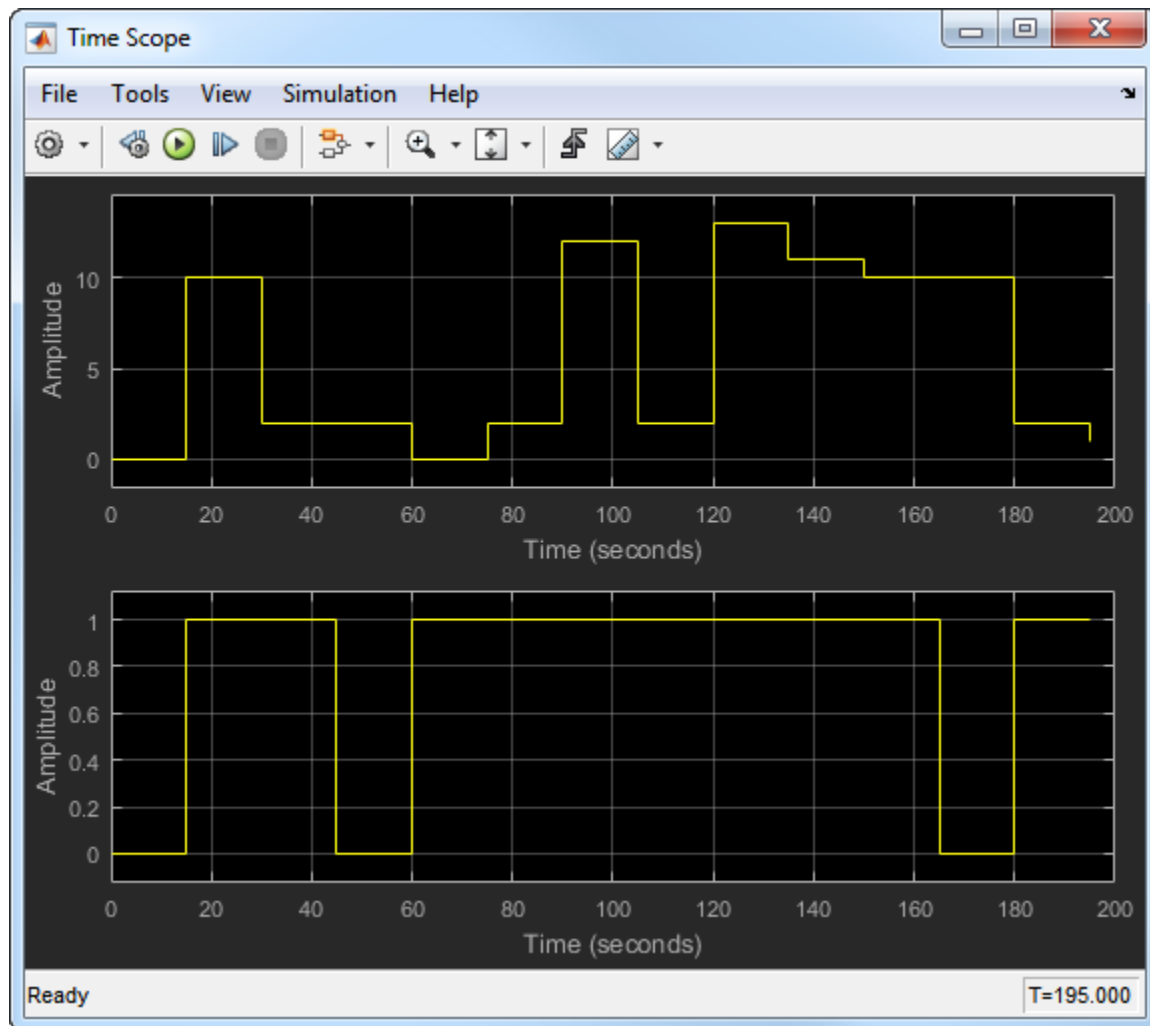 Time Scope
File Tools View Simulation Help
10
5
0
Amplitude
0 20 40 60 80 100 120 140 160 180 200
Time (seconds)
1
0.8
0.6
0.4
0.2
0
Amplitude
0 20 40 60 80 100 120 140 160 180 200
Time (seconds)
Ready T=195.000